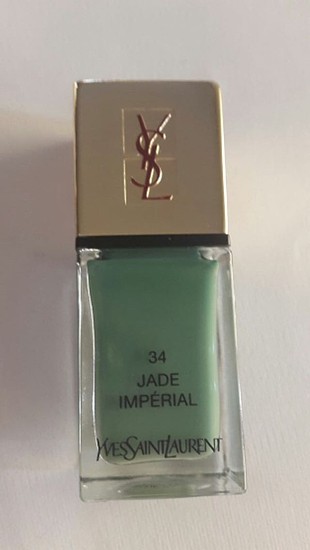 YSL
34
JADE
IMPÉRIAL
YVESSAINTLAURENT